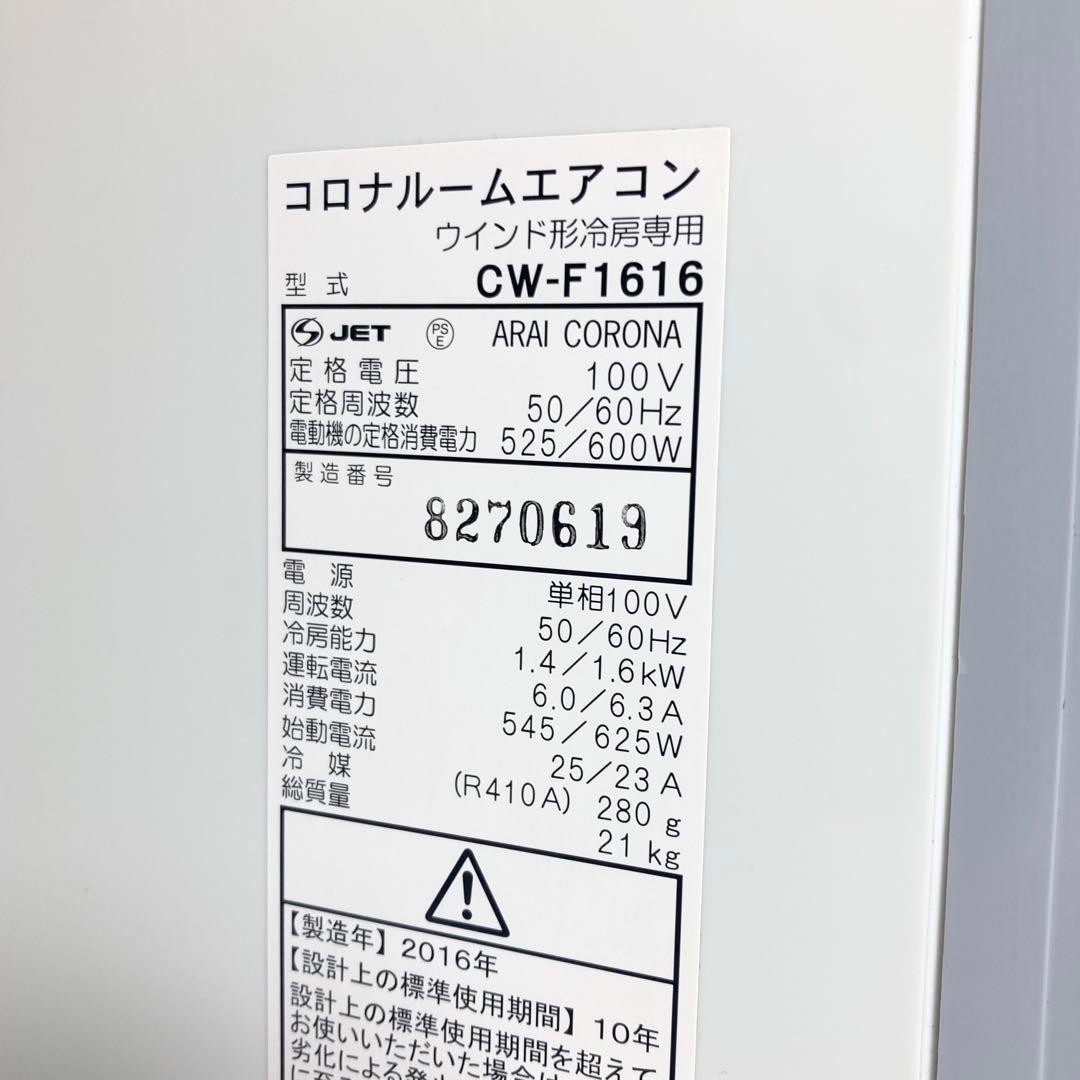 コロナルームエアコン
ウインド形冷房専用
型式 CW-F1616
JET PSE ARAI CORONA
定格電圧 100V
定格周波数 50/60Hz
電動機の定格消費電力 525/600W
製造番号
8270619
電源 単相100V
周波数 50/60Hz
冷房能力 1.4/1.6kW
運転電流 6.0/6.3A
消費電力 545/625W
始動電流 25/23A
冷媒 (R410A) 280g
総質量 21kg
【製造年】2016年
【設計上の標準使用期間】10年
設計上の標準使用期間を超えて
お使いいただいた場合は
劣化による発
に至